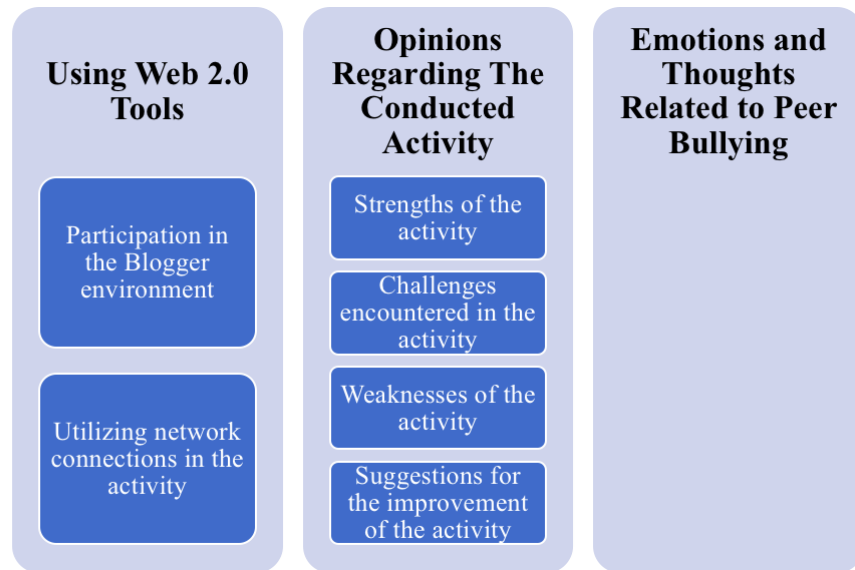 Using Web 2.0
Tools
Participation in
the Blogger
environment
Utilizing network
connections in the
activity
Opinions
Regarding The
Conducted
Activity
Strengths of the
activity
Challenges
encountered in the
activity
Weaknesses of the
activity
Suggestions for
the improvement
of the activity
Emotions and
Thoughts
Related to Peer
Bullying